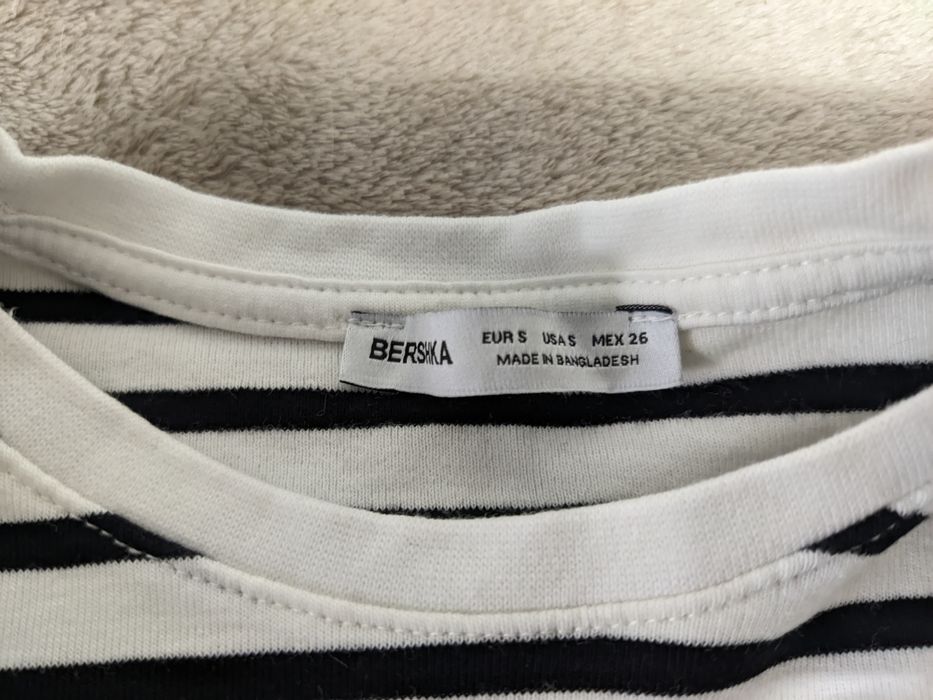 BERSHKA
EUR S USA S MEX 26
MADE IN BANGLADESH